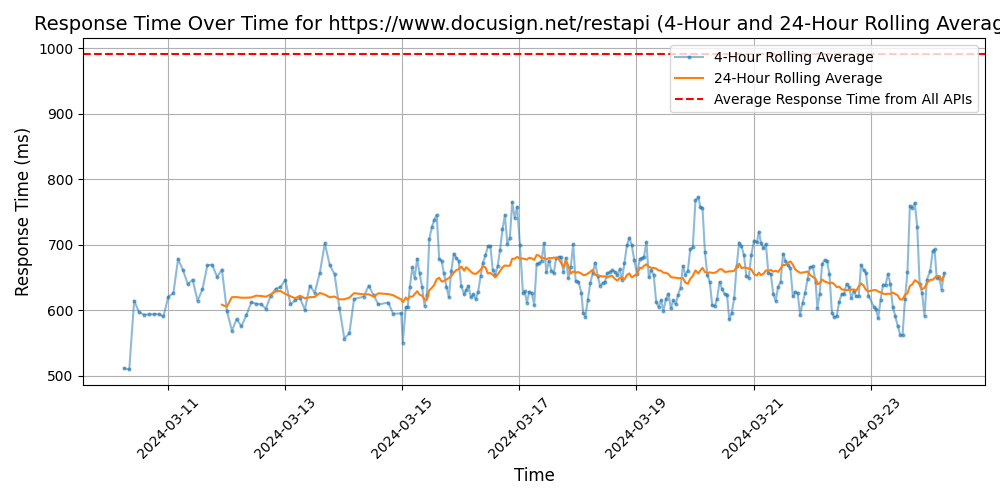 Response Time Over Time for https://www.docusign.net/restapi (4-Hour and 24-Hour Rolling Averag
4-Hour Rolling Average
24-Hour Rolling Average
Average Response Time from All APIs
Response Time (ms)
1000
900
800
700
600
500
2024-03-11
2024-03-13
2024-03-15
2024-03-17
2024-03-19
2024-03-21
2024-03-23
Time